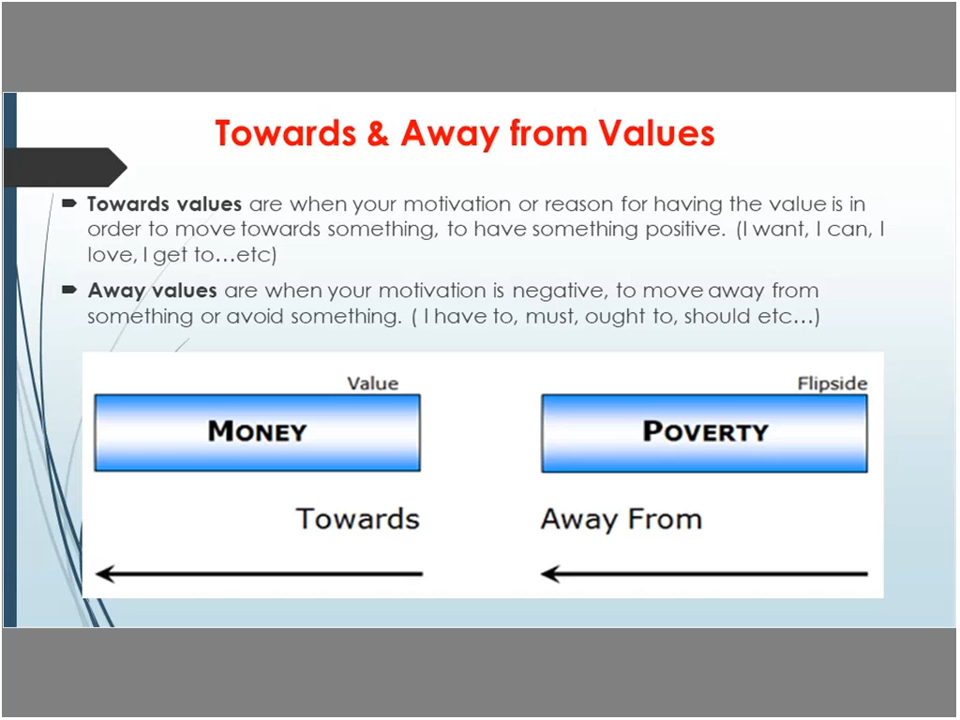 Towards & Away from Values
Towards values are when your motivation or reason for having the value is in
order to move towards something, to have something positive. (I want, I can, I
love, I get to…etc)
Away values are when your motivation is negative, to move away from
something or avoid something. ( I have to, must, ought to, should etc…)
Value
Flipside
MONEY
POVERTY
Towards
Away From